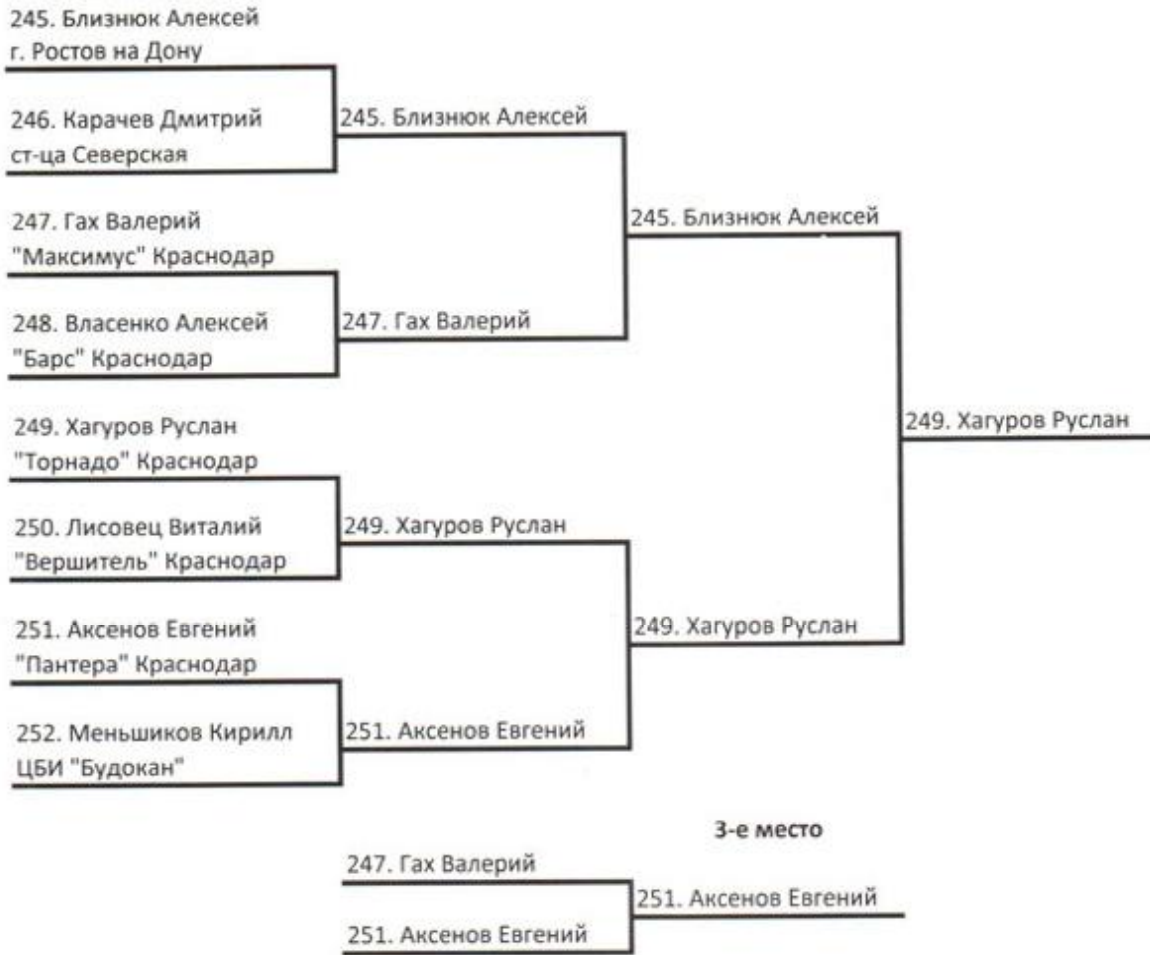 245. Близнюк Алексей
г. Ростов на Дону
246. Карачев Дмитрий
ст-ца Северская
245. Близнюк Алексей
247. Гах Валерий
"Максимус" Краснодар
245. Близнюк Алексей
248. Власенко Алексей
"Барс" Краснодар
247. Гах Валерий
249. Хагуров Руслан
"Торнадо" Краснодар
249. Хагуров Руслан
250. Лисовец Виталий
"Вершитель" Краснодар
249. Хагуров Руслан
251. Аксенов Евгений
"Пантера" Краснодар
249. Хагуров Руслан
252. Меньшиков Кирилл
ЦБИ "Будокан"
251. Аксенов Евгений
3-е место
247. Гах Валерий
251. Аксенов Евгений
251. Аксенов Евгений